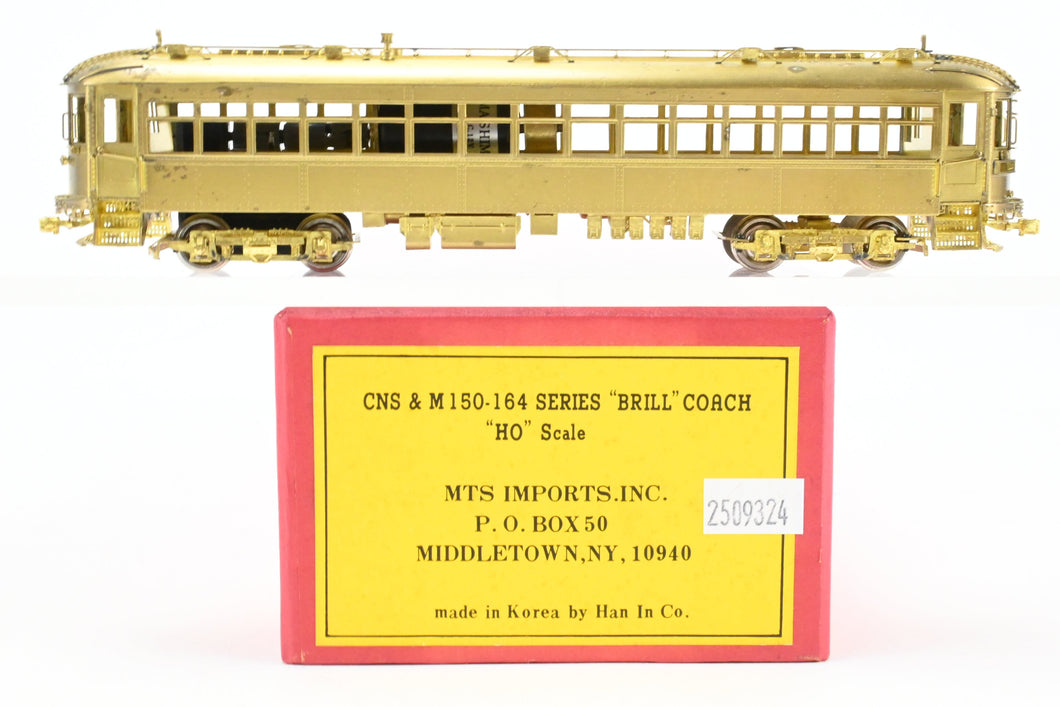 CNS & M 150-164 SERIES "BRILL" COACH
"HO" Scale
MTS IMPORTS.INC.
2509324
P. O. BOX 50
MIDDLETOWN,NY, 10940
made in Korea by Han In Co.